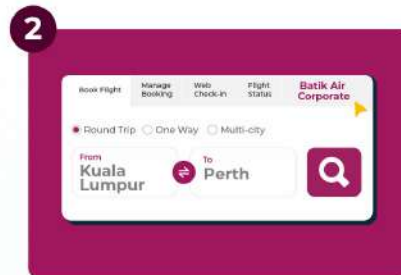 2
Book Flight
Manage
Booking
Web
Check-in
Flight
Status
Batik Air
Corporate
Round Trip
One Way
Multi-city
From
Kuala
Lumpur
To
Perth